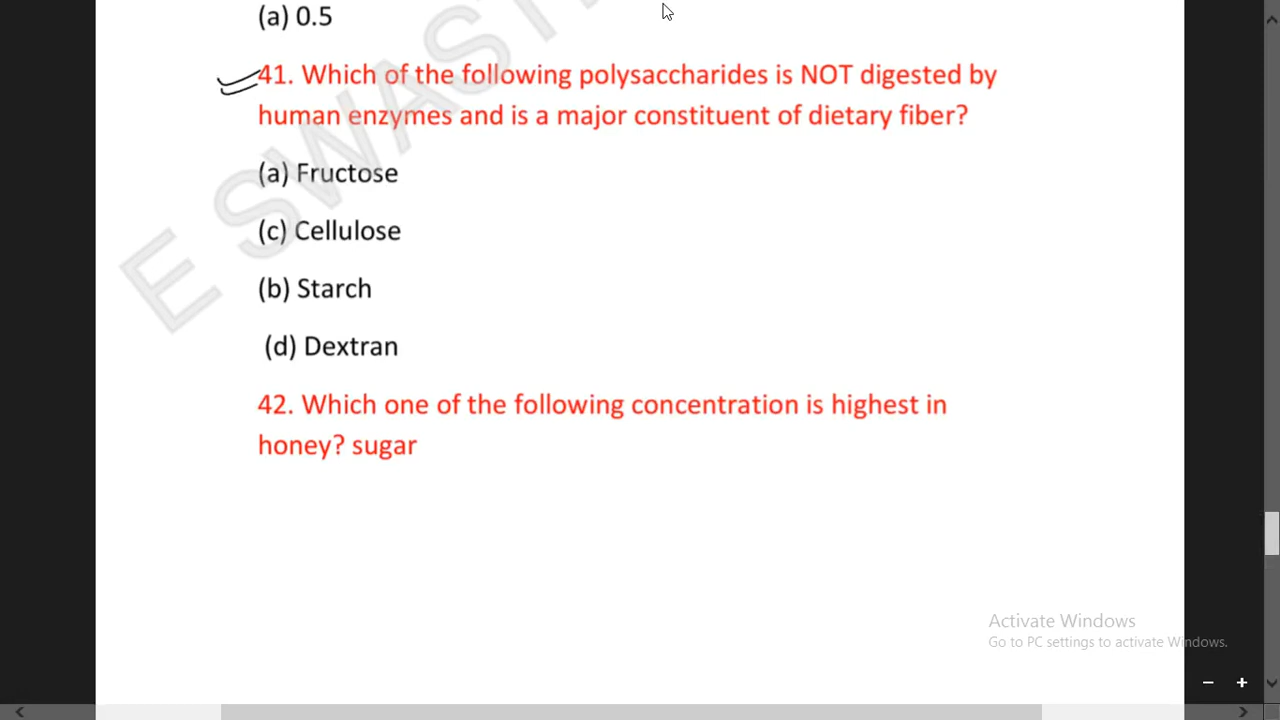 (a) 0.5
41. Which of the following polysaccharides is NOT digested by
human enzymes and is a major constituent of dietary fiber?
(a) Fructose
(c) Cellulose
(b) Starch
(d) Dextran
42. Which one of the following concentration is highest in
honey? sugar
E SWAST
Activate Windows
Go to PC settings to activate Windows.